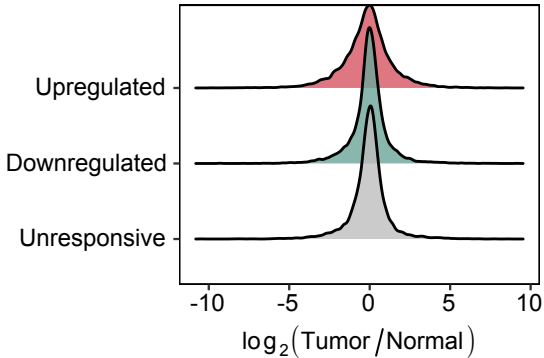 Upregulated
Downregulated
Unresponsive
-10 -5 0 5 10
log₂(Tumor/Normal)